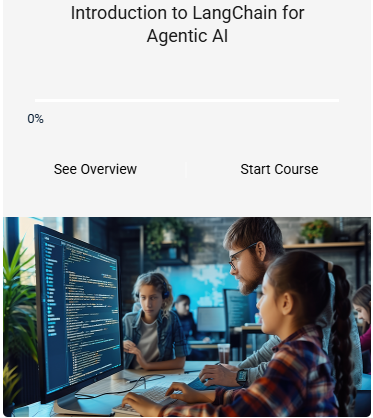 Introduction to LangChain for
Agentic AI
0%
See Overview
Start Course